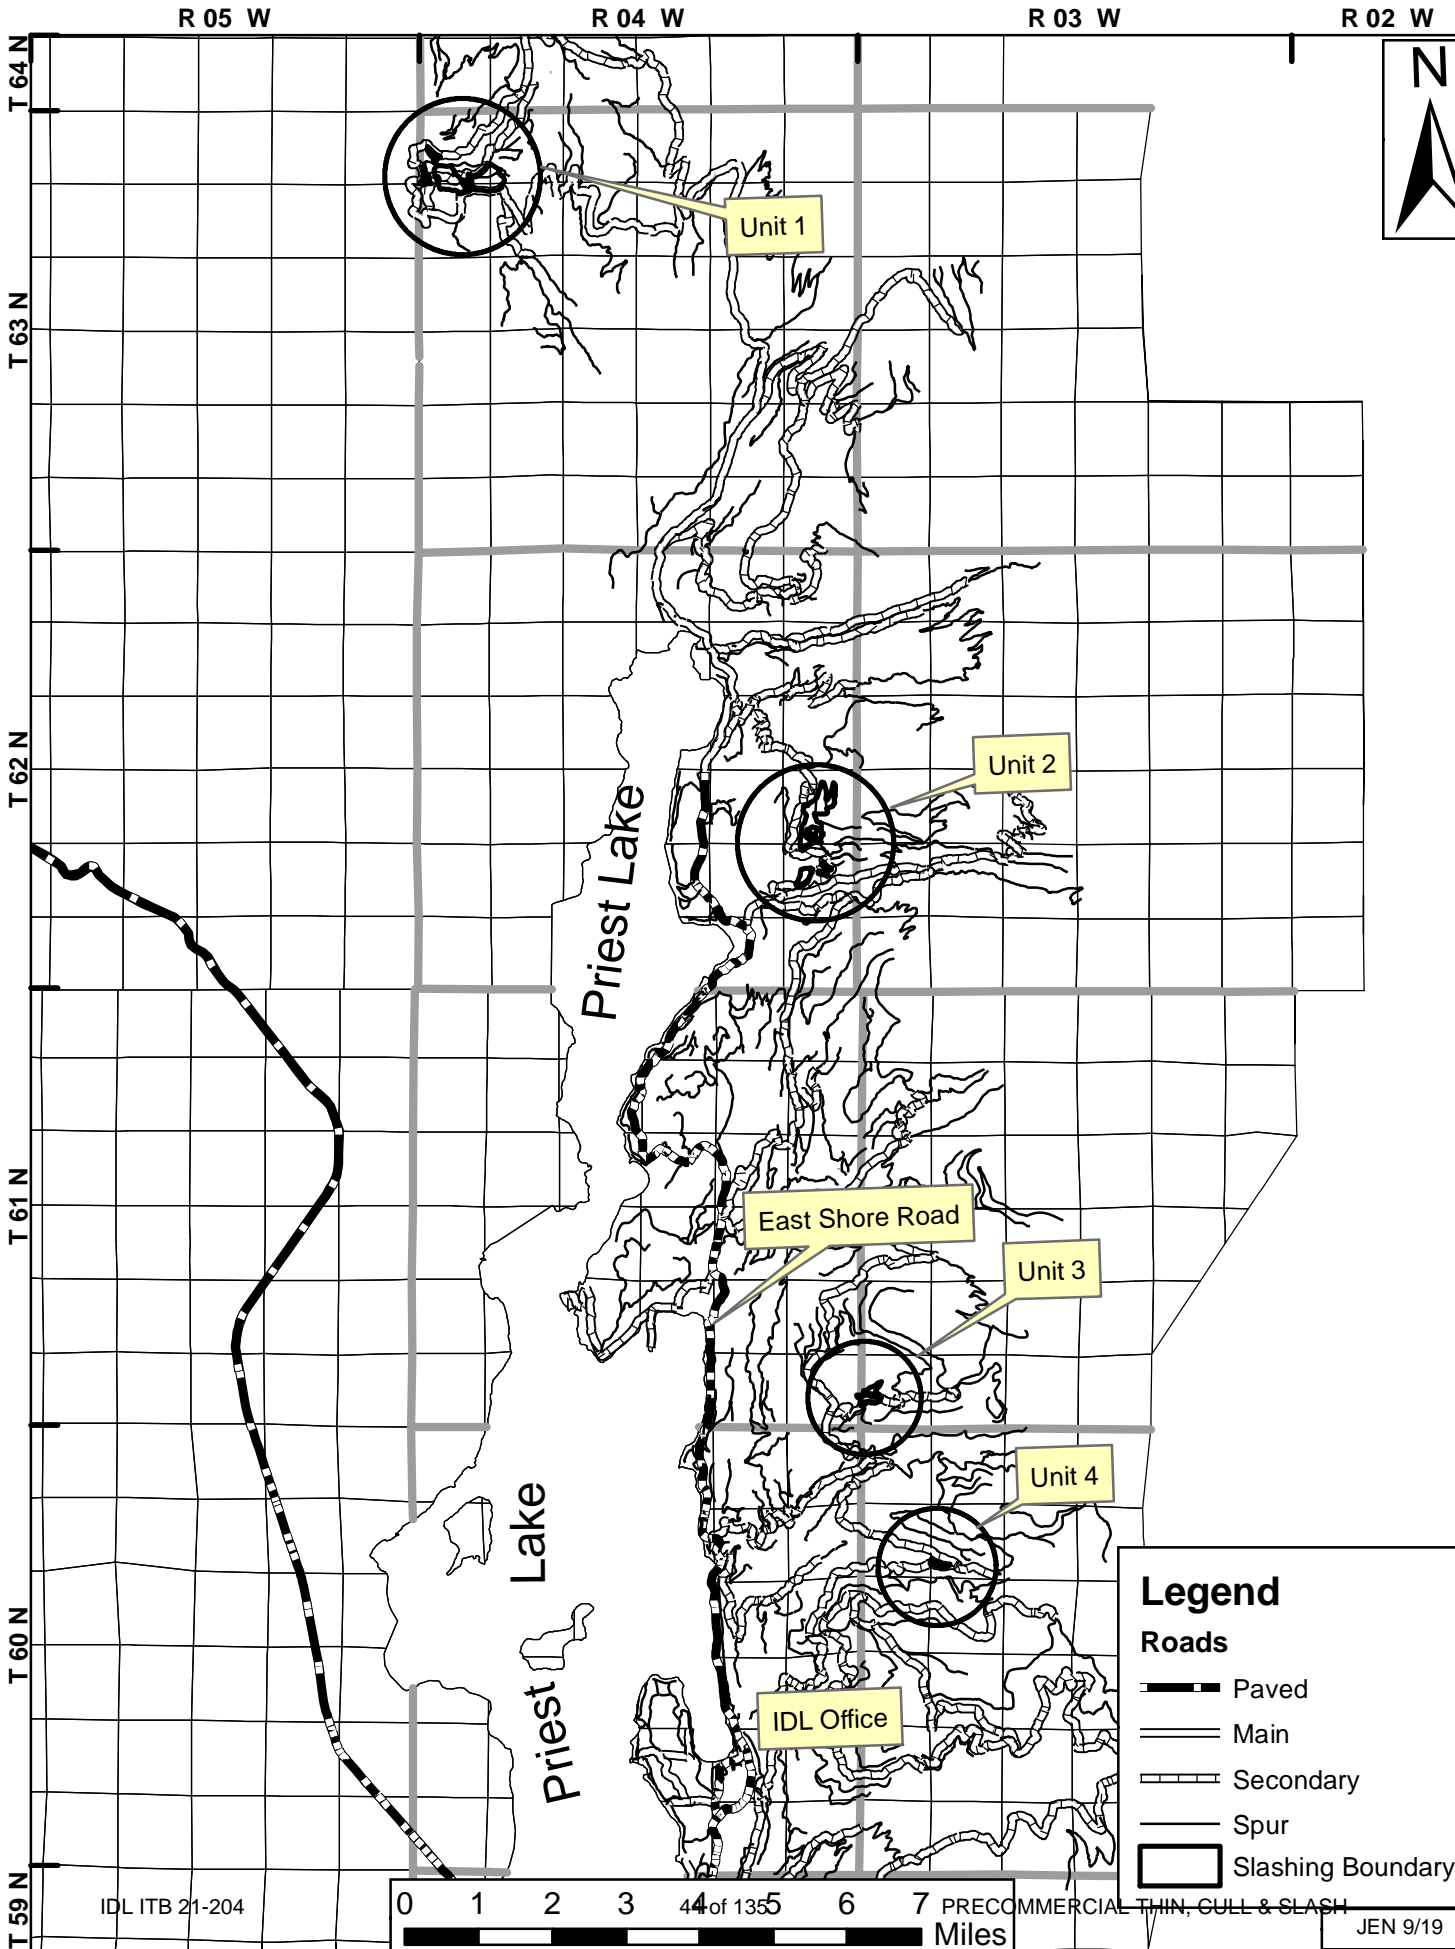 R 05 W R 04 W R 03 W R 02 W
T 64 N
N
Unit 1
T 63 N
T 62 N
Unit 2
Priest Lake
T 61 N
East Shore Road
Unit 3
Unit 4
Priest Lake
T 60 N
IDL Office
Legend
Roads
Paved
Main
Secondary
Spur
Slashing Boundary
T 59 N
IDL ITB 21-204
44 of 135
PRECOMMERCIAL THIN, CULL & SLASH
0 1 2 3 4 5 6 7
Miles
JEN 9/19